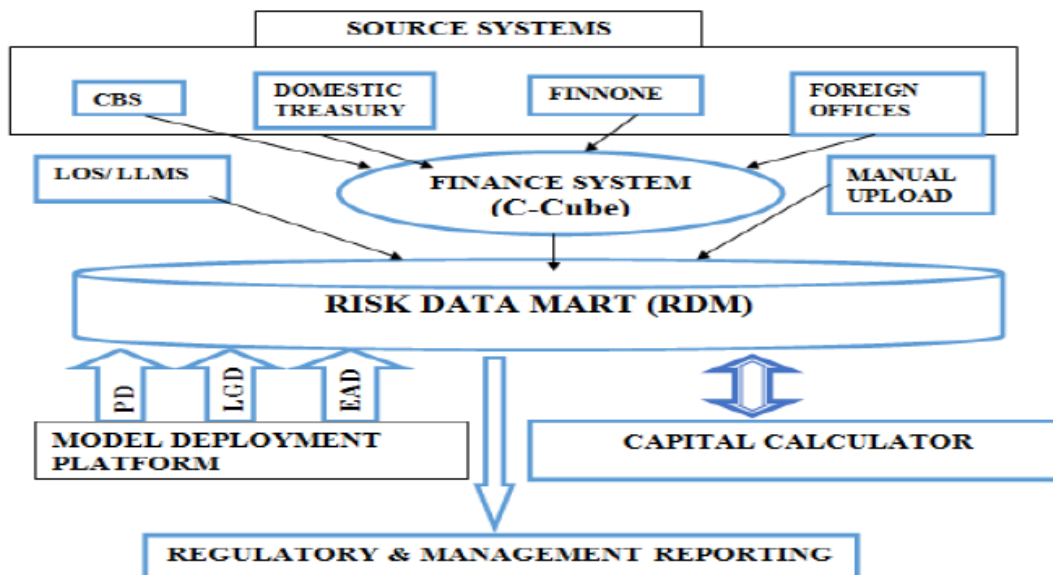 SOURCE SYSTEMS
CBS
DOMESTIC
TREASURY
FINNONE
FOREIGN
OFFICES
LOS/ LLMS
FINANCE SYSTEM
(C-Cube)
MANUAL
UPLOAD
RISK DATA MART (RDM)
PD
LGD
EAD
MODEL DEPLOYMENT
PLATFORM
CAPITAL CALCULATOR
REGULATORY & MANAGEMENT REPORTING